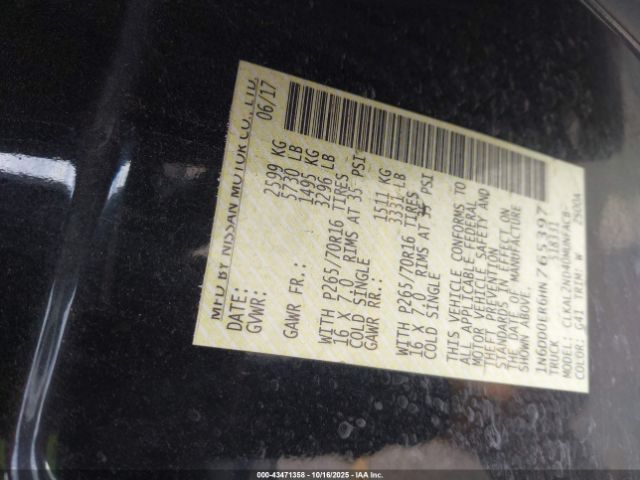 MFD BY NISSAN MOTOR CO., LTD.
DATE: 06/17
GVWR: 2599 KG
5730 LB
GAWR FR.: 1495 KG
3296 LB
WITH P265/70R16 TIRES
16 X 7.0 RIMS AT 35 PSI
COLD SINGLE
GAWR RR.: 1511 KG
3331 LB
WITH P265/70R16 TIRES
16 X 7.0 RIMS AT 35 PSI
COLD SINGLE
THIS VEHICLE CONFORMS TO
ALL APPLICABLE FEDERAL
MOTOR VEHICLE SAFETY AND
THEFT PREVENTION
STANDARDS IN EFFECT ON
THE DATE OF MANUFACTURE
SHOWN ABOVE.
1N6DD0ER6HN765397
TRUCK 518331
MODEL: CLKALZND40MUNFACB-
COLOR: G41 TRIM: W 2920A
000-43471358 | 10/16/2025 | IAA Inc.